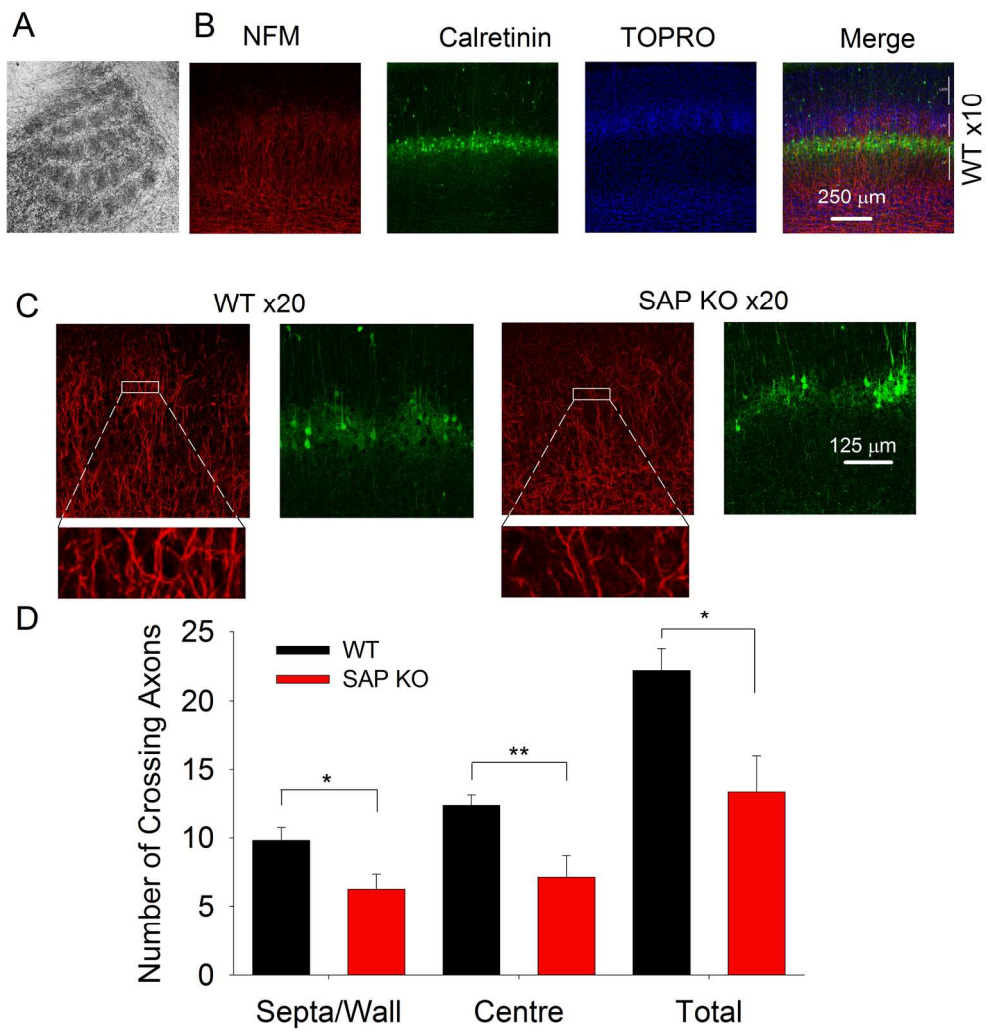 A
B
NFM
Calretinin
TOPRO
Merge
WT x10
250 µm
C
WT x20
SAP KO x20
125 µm
D
Number of Crossing Axons
25
20
15
10
5
0
WT
SAP KO
*
**
*
Septa/Wall
Centre
Total